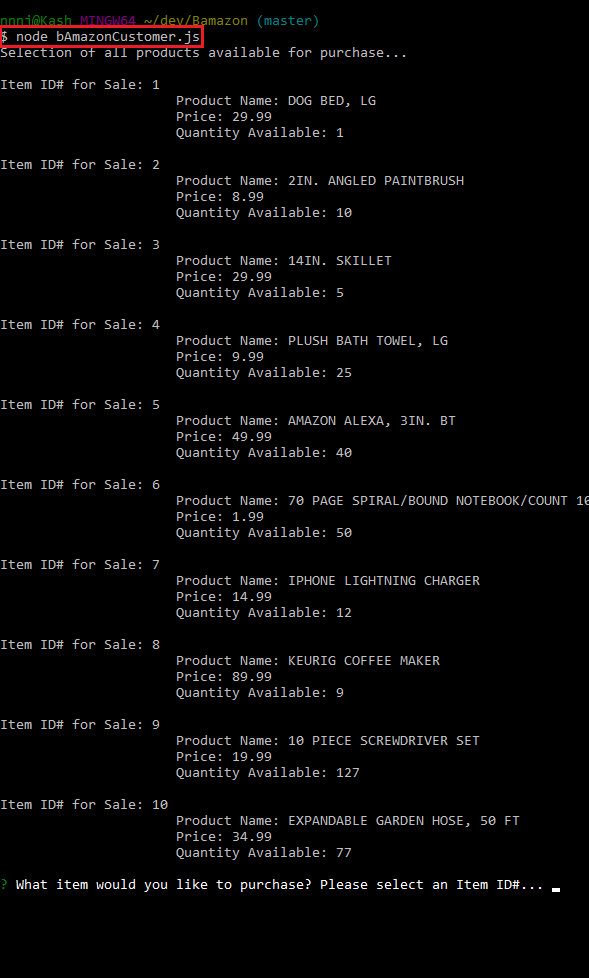 nnnj@Kash MINGW64 ~/dev/Bamazon (master)
$ node bAmazonCustomer.js
Selection of all products available for purchase...
Item ID# for Sale: 1
Product Name: DOG BED, LG
Price: 29.99
Quantity Available: 1
Item ID# for Sale: 2
Product Name: 2IN. ANGLED PAINTBRUSH
Price: 8.99
Quantity Available: 10
Item ID# for Sale: 3
Product Name: 14IN. SKILLET
Price: 29.99
Quantity Available: 5
Item ID# for Sale: 4
Product Name: PLUSH BATH TOWEL, LG
Price: 9.99
Quantity Available: 25
Item ID# for Sale: 5
Product Name: AMAZON ALEXA, 3IN. BT
Price: 49.99
Quantity Available: 40
Item ID# for Sale: 6
Product Name: 70 PAGE SPIRAL/BOUND NOTEBOOK/COUNT 10
Price: 1.99
Quantity Available: 50
Item ID# for Sale: 7
Product Name: IPHONE LIGHTNING CHARGER
Price: 14.99
Quantity Available: 12
Item ID# for Sale: 8
Product Name: KEURIG COFFEE MAKER
Price: 89.99
Quantity Available: 9
Item ID# for Sale: 9
Product Name: 10 PIECE SCREWDRIVER SET
Price: 19.99
Quantity Available: 127
Item ID# for Sale: 10
Product Name: EXPANDABLE GARDEN HOSE, 50 FT
Price: 34.99
Quantity Available: 77
? What item would you like to purchase? Please select an Item ID#...